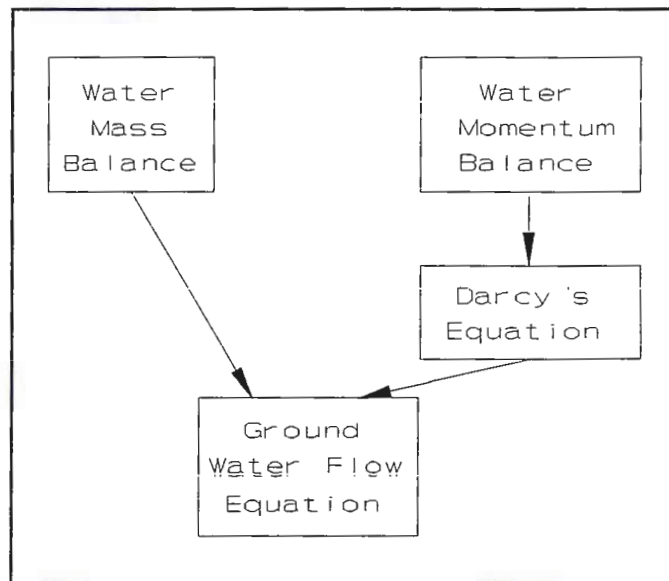 Water
Mass
Balance
Water
Momentum
Balance
Darcy's
Equation
Ground
Water Flow
Equation